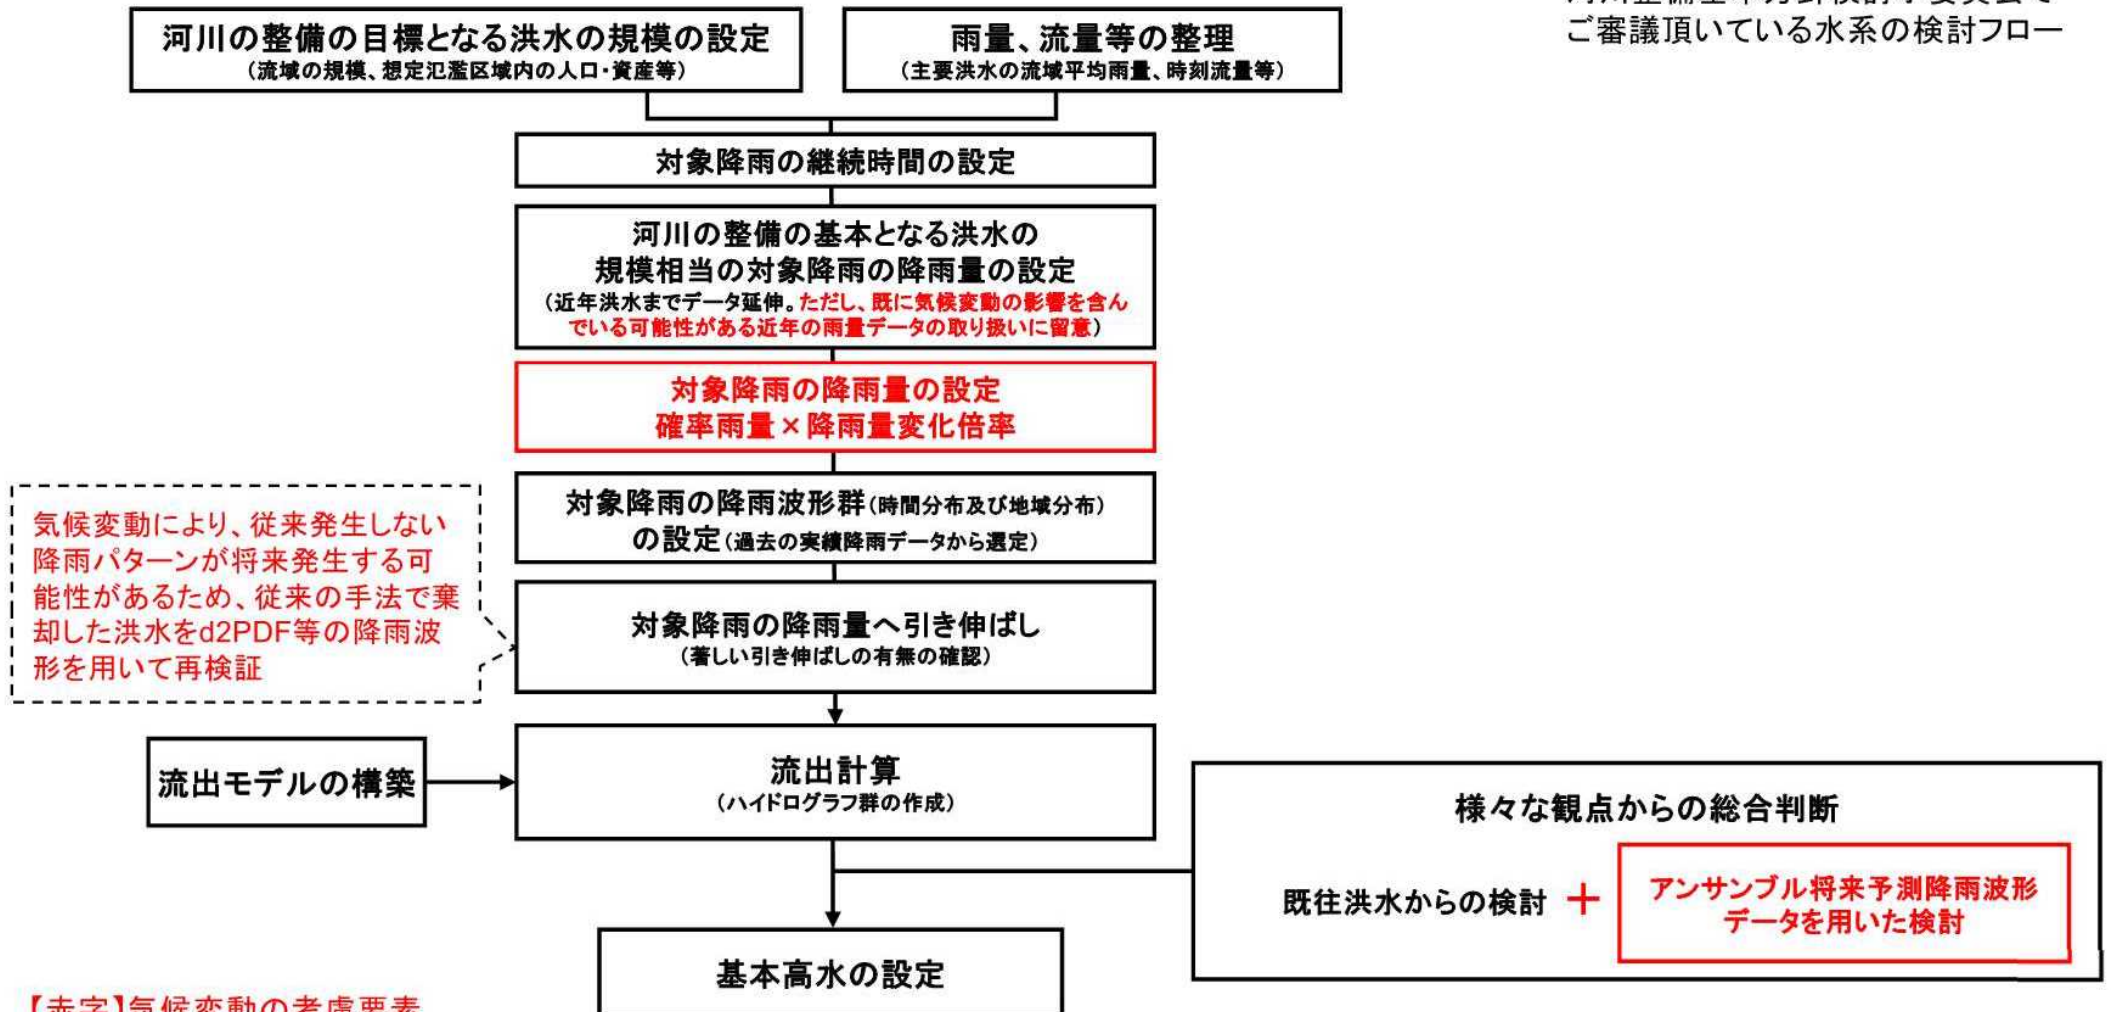 河川の整備の目標となる洪水の規模の設定
(流域の規模、想定氾濫区域内の人口・資産等)
雨量、流量等の整理
(主要洪水の流域平均雨量、時刻流量等)
ご審議頂いている水系の検討フロー
対象降雨の継続時間の設定
河川の整備の基本となる洪水の
規模相当の対象降雨の降雨量の設定
(近年洪水までデータ延伸。ただし、既に気候変動の影響を含ん
でいる可能性がある近年の雨量データの取り扱いに留意)
対象降雨の降雨量の設定
確率雨量×降雨量変化倍率
対象降雨の降雨波形群(時間分布及び地域分布)
の設定(過去の実績降雨データから選定)
気候変動により、従来発生しない
降雨パターンが将来発生する可
能性があるため、従来の手法で棄
却した洪水をd2PDF等の降雨波
形を用いて再検証
対象降雨の降雨量へ引き伸ばし
(著しい引き伸ばしの有無の確認)
流出モデルの構築
流出計算
(ハイドログラフ群の作成)
様々な観点からの総合判断
既往洪水からの検討 +
アンサンブル将来予測降雨波形
データを用いた検討
基本高水の設定
【赤字】気候変動の考慮要素